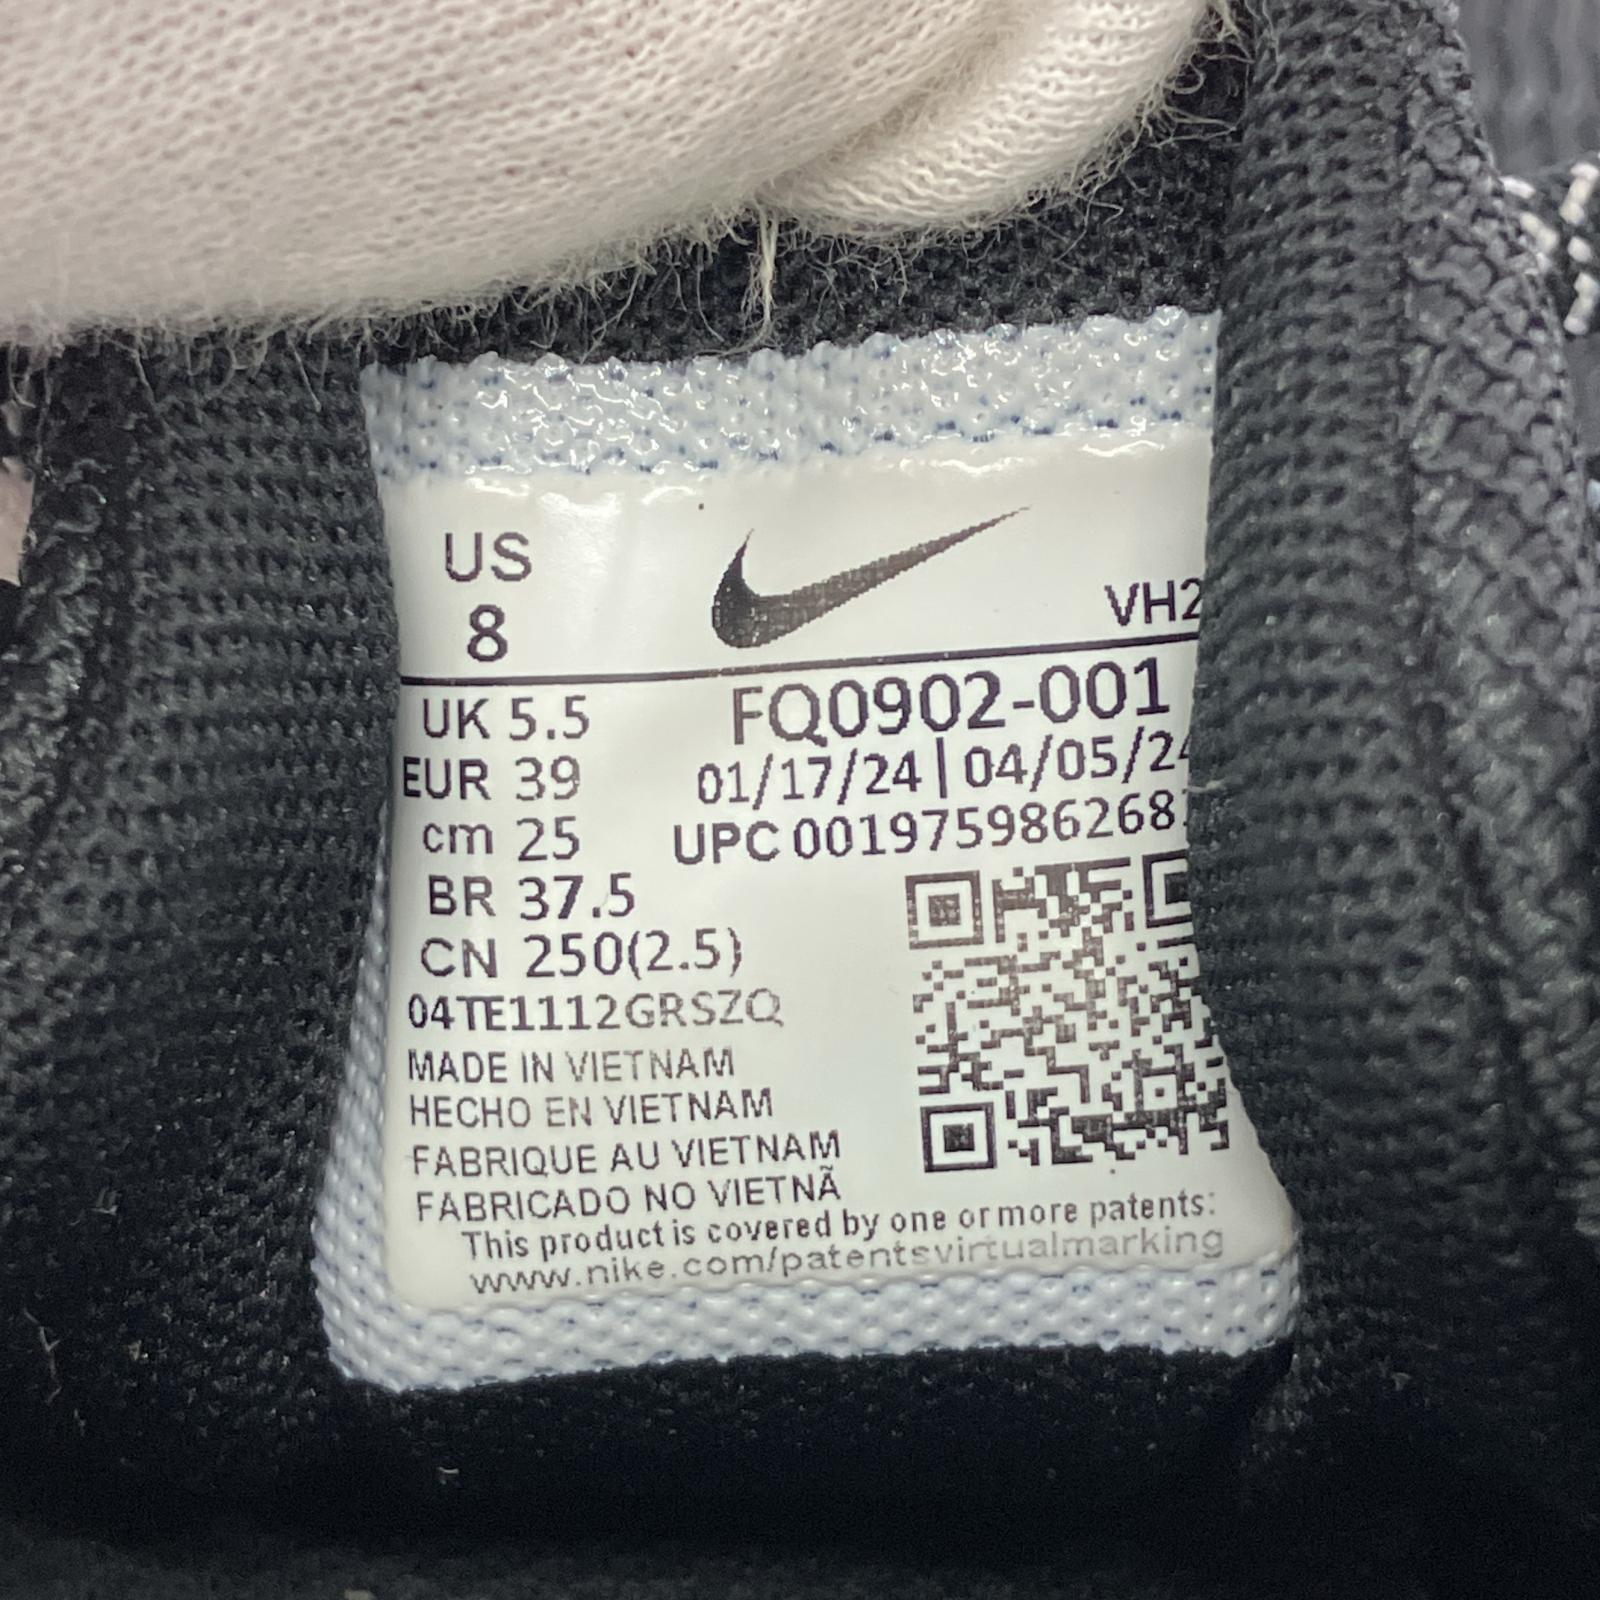 US
8
VH2
UK 5.5
FQ0902-001
EUR 39
01/17/24 | 04/05/24
cm 25
UPC 00197598626
BR 37.5
CN 250(2.5)
04TE1112GRSZQ
MADE IN VIETNAM
HECHO EN VIETNAM
FABRIQUE AU VIETNAM
FABRICADO NO VIETNÃ
This product is covered by one or more patents:
www.nike.com/patentsvirtualmarking